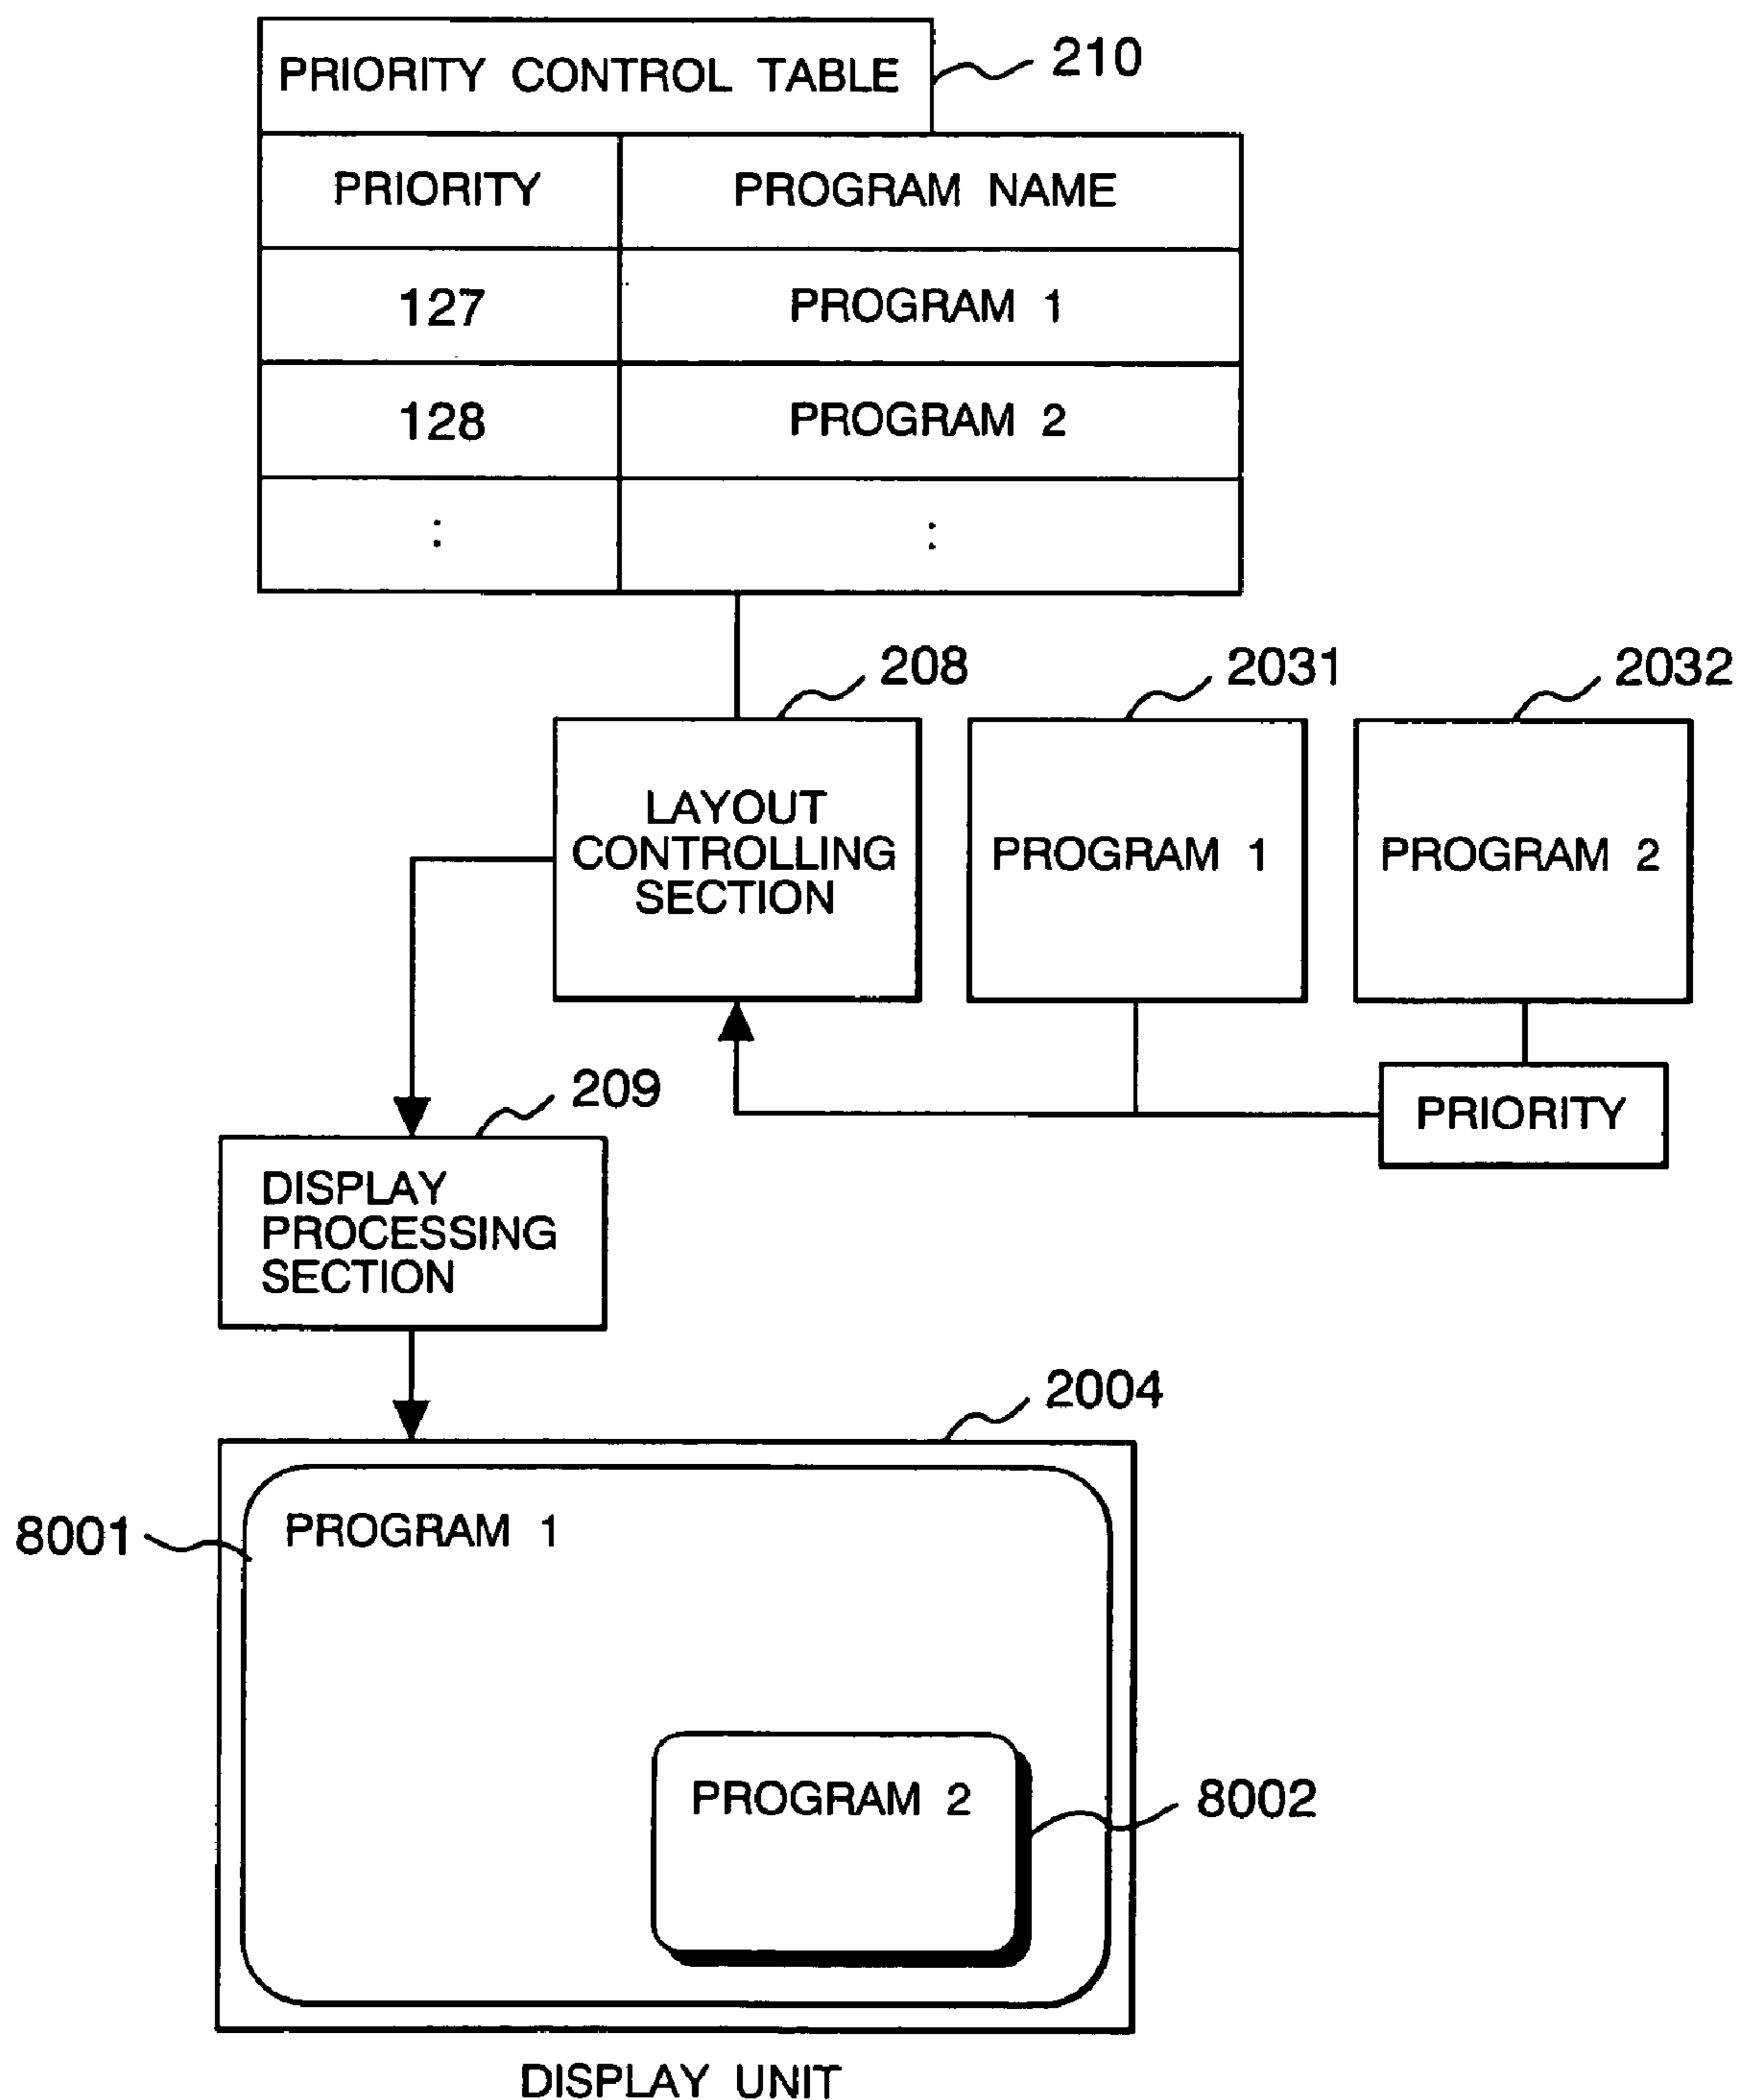 PRIORITY CONTROL TABLE
210
PRIORITY PROGRAM NAME
127 PROGRAM 1
128 PROGRAM 2
: :
208
2031
2032
LAYOUT
CONTROLLING
SECTION
PROGRAM 1
PROGRAM 2
209
PRIORITY
DISPLAY
PROCESSING
SECTION
2004
8001
PROGRAM 1
PROGRAM 2
8002
DISPLAY UNIT